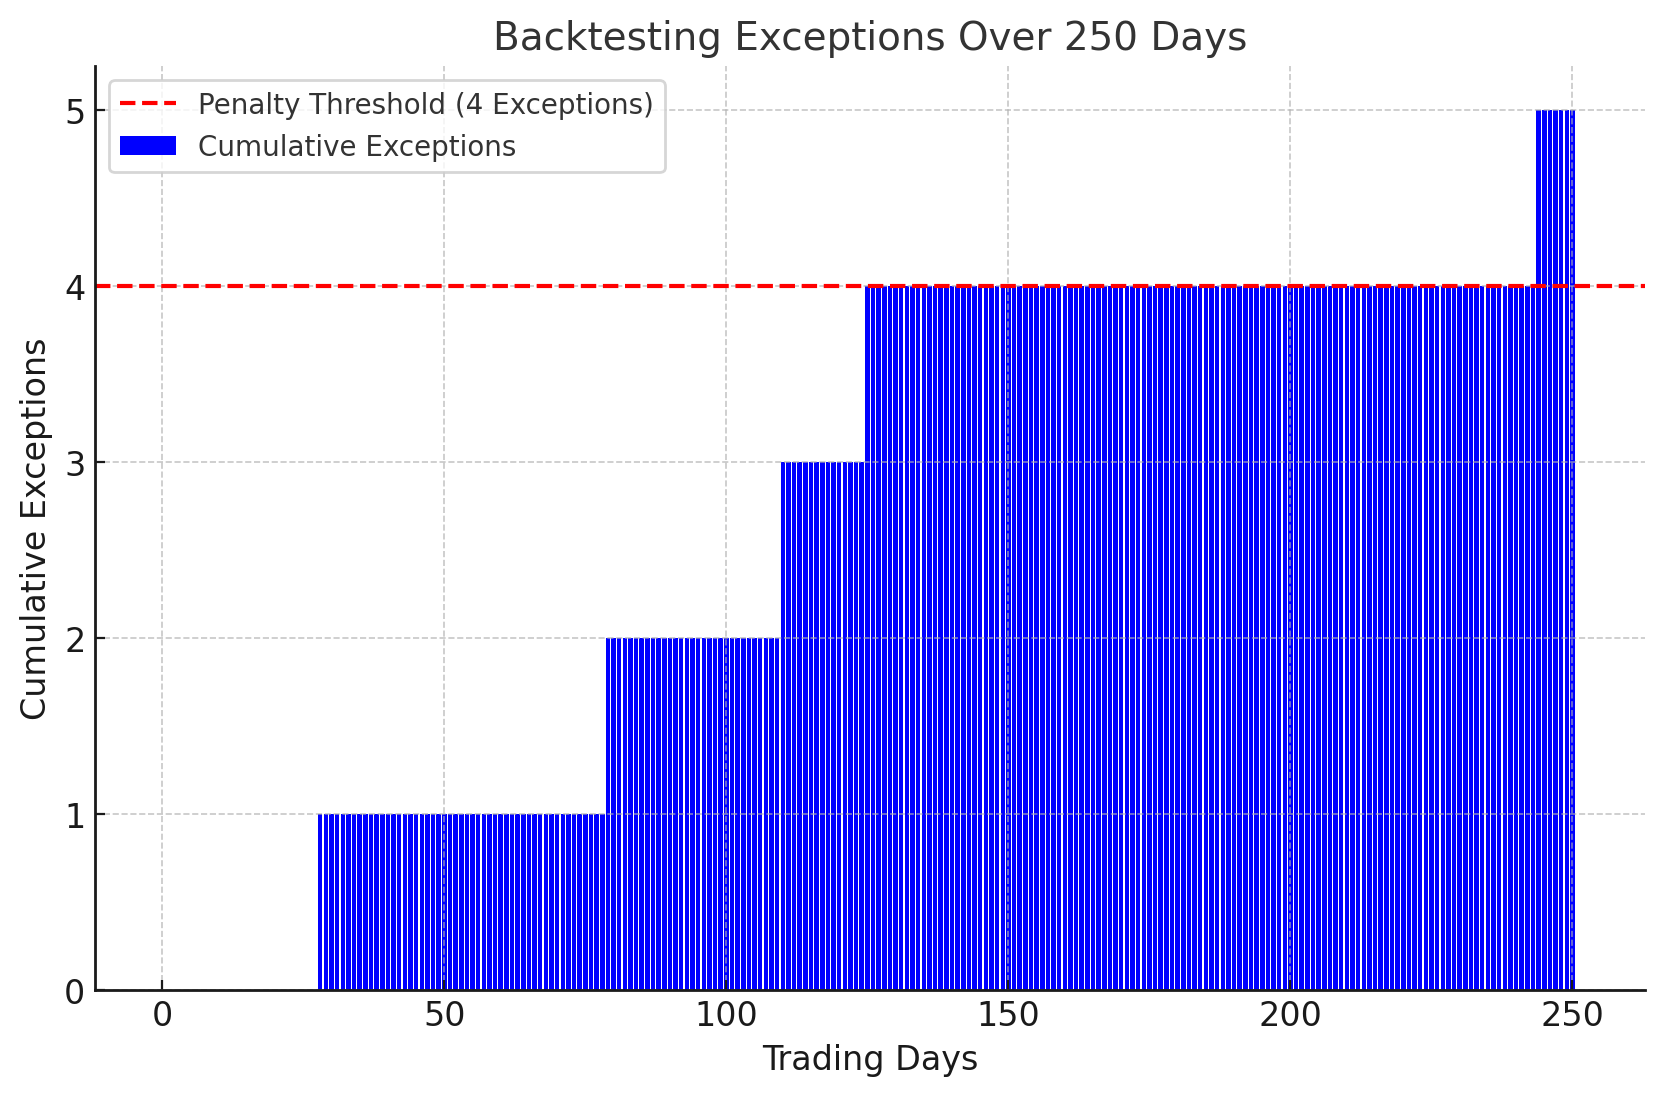 Backtesting Exceptions Over 250 Days
Penalty Threshold (4 Exceptions)
Cumulative Exceptions
Cumulative Exceptions
5
4
3
2
1
0
0 50 100 150 200 250
Trading Days